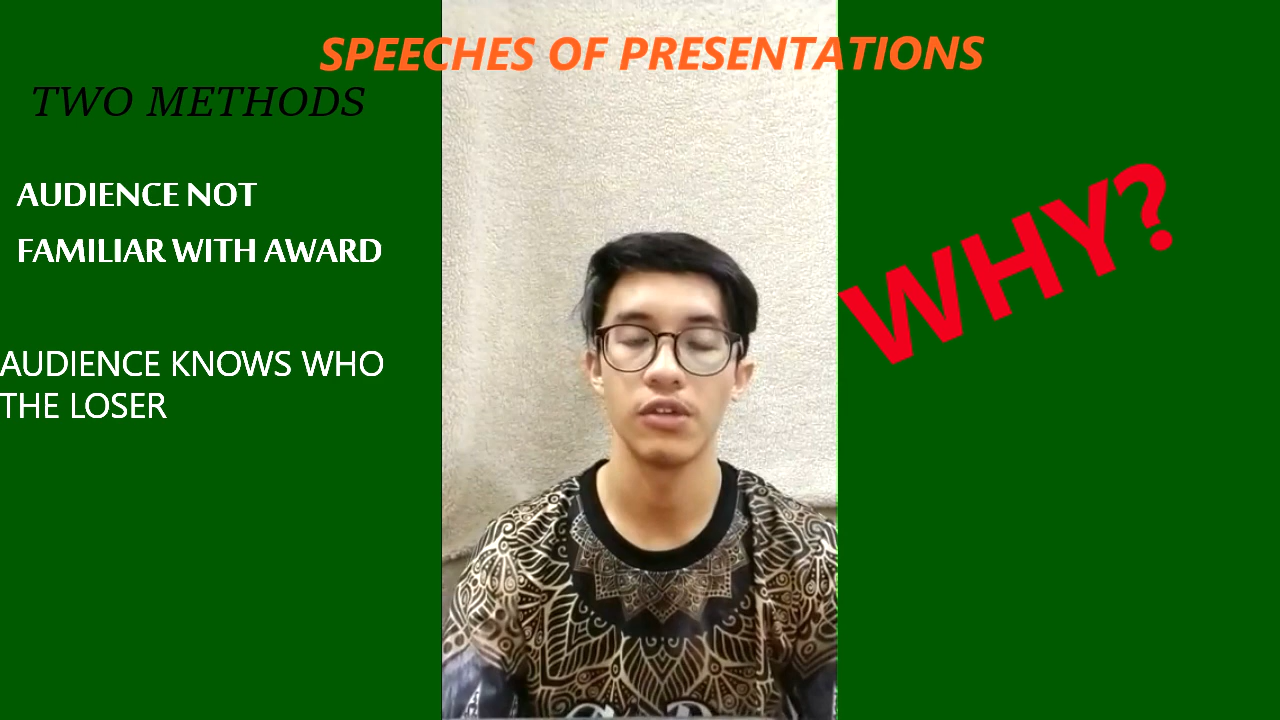 SPEECHES OF PRESENTATIONS
TWO METHODS
AUDIENCE NOT
FAMILIAR WITH AWARD
AUDIENCE KNOWS WHO
THE LOSER
WHY?